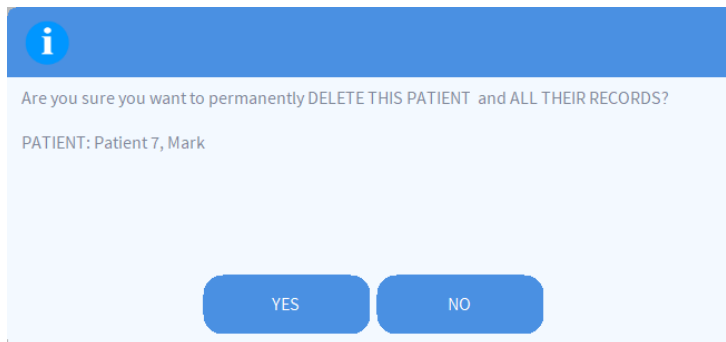 i
Are you sure you want to permanently DELETE THIS PATIENT and ALL THEIR RECORDS?
PATIENT: Patient 7, Mark
YES NO